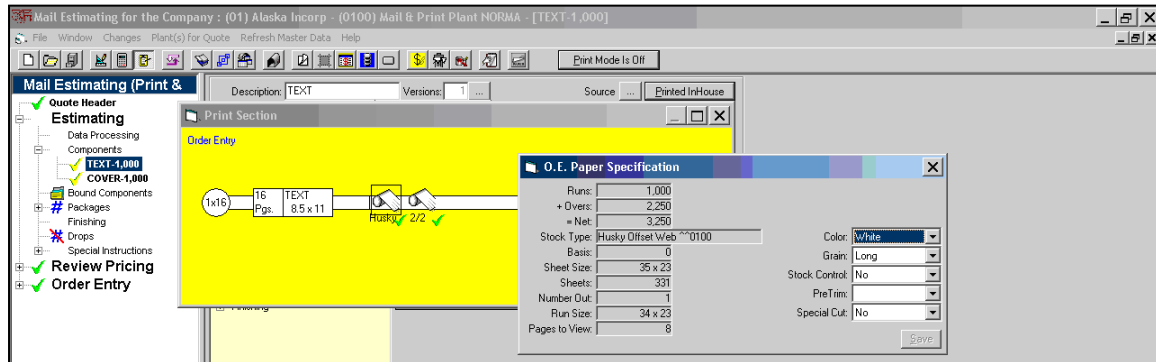 Mail Estimating for the Company : (01) Alaska Incorp - (0100) Mail & Print Plant NORMA - [TEXT-1,000]
File Window Changes Plant(s) for Quote Refresh Master Data Help
Print Mode Is Off
Mail Estimating (Print &
Quote Header
Estimating
Data Processing
Components
TEXT-1,000
COVER-1,000
Bound Components
Packages
Finishing
Drops
Special Instructions
Review Pricing
Order Entry
Description: TEXT Versions: 1 ... Source ... Printed InHouse
Print Section
Order Entry
1x16
16 TEXT
Pgs. 8.5 x 11
Husky 2/2
Finishing
O.E. Paper Specification
Runs: 1,000
+ Overs: 2,250
= Net: 3,250
Stock Type: Husky Offset Web ^^0100
Basis: 0
Sheet Size: 35 x 23
Sheets: 331
Number Out: 1
Run Size: 34 x 23
Pages to View: 8
Color: White
Grain: Long
Stock Control: No
PreTrim:
Special Cut: No
Save